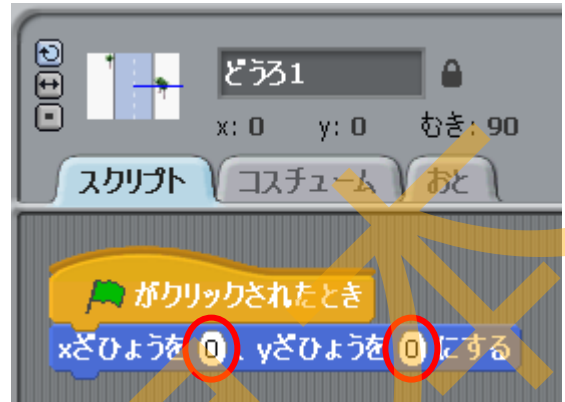 どうろ1
x: 0 y: 0 むき: 90
スクリプト コスチューム おと
がクリックされたとき
xざひょうを 0 、yざひょうを 0 にする